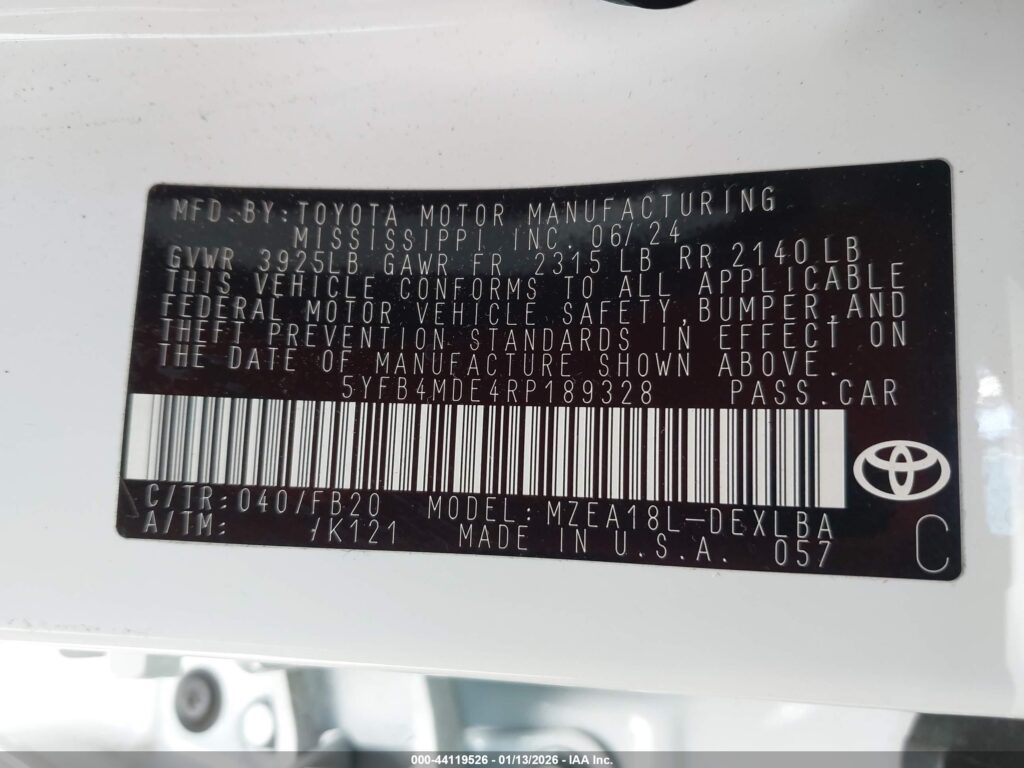 MFD.BY:TOYOTA MOTOR MANUFACTURING
MISSISSIPPI INC. 06/24
GVWR 3925LB GAWR FR 2315 LB RR 2140 LB
THIS VEHICLE CONFORMS TO ALL APPLICABLE
FEDERAL MOTOR VEHICLE SAFETY, BUMPER, AND
THEFT PREVENTION STANDARDS IN EFFECT ON
THE DATE OF MANUFACTURE SHOWN ABOVE.
5YFB4MDE4RP189328 PASS.CAR
C/TR:040/FB20 MODEL:MZEA18L-DEXLBA
A/TM: /K121 MADE IN U.S.A. 057
C
000-44119526 - 01/13/2026 - IAA Inc.